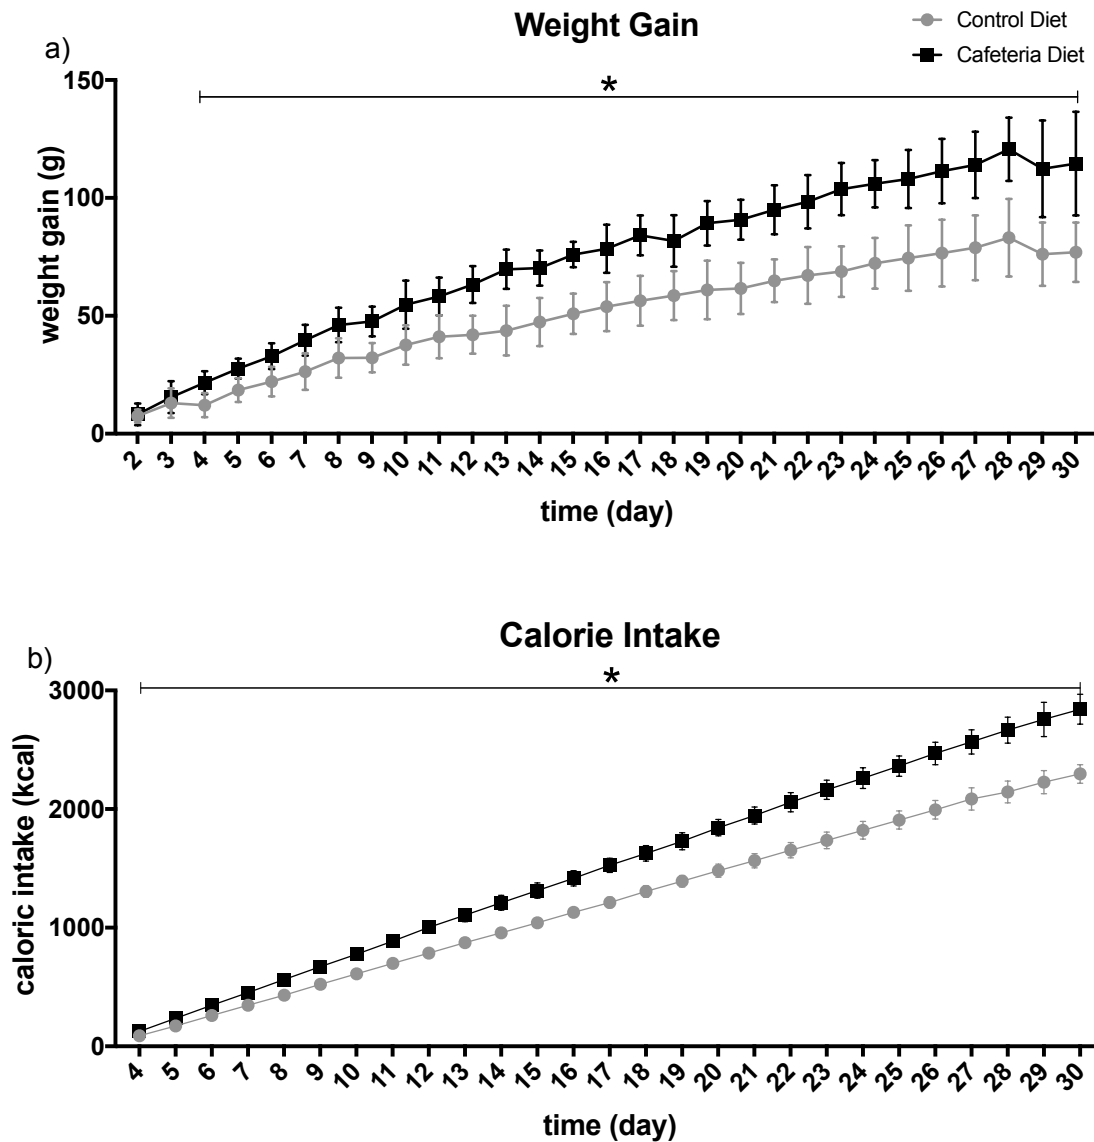 Weight Gain
Control Diet
Cafeteria Diet
a)
*
150
100
50
0
weight gain (g)
2 3 4 5 6 7 8 9 10 11 12 13 14 15 16 17 18 19 20 21 22 23 24 25 26 27 28 29 30
time (day)
Calorie Intake
b)
*
3000
2000
1000
0
caloric intake (kcal)
4 5 6 7 8 9 10 11 12 13 14 15 16 17 18 19 20 21 22 23 24 25 26 27 28 29 30
time (day)